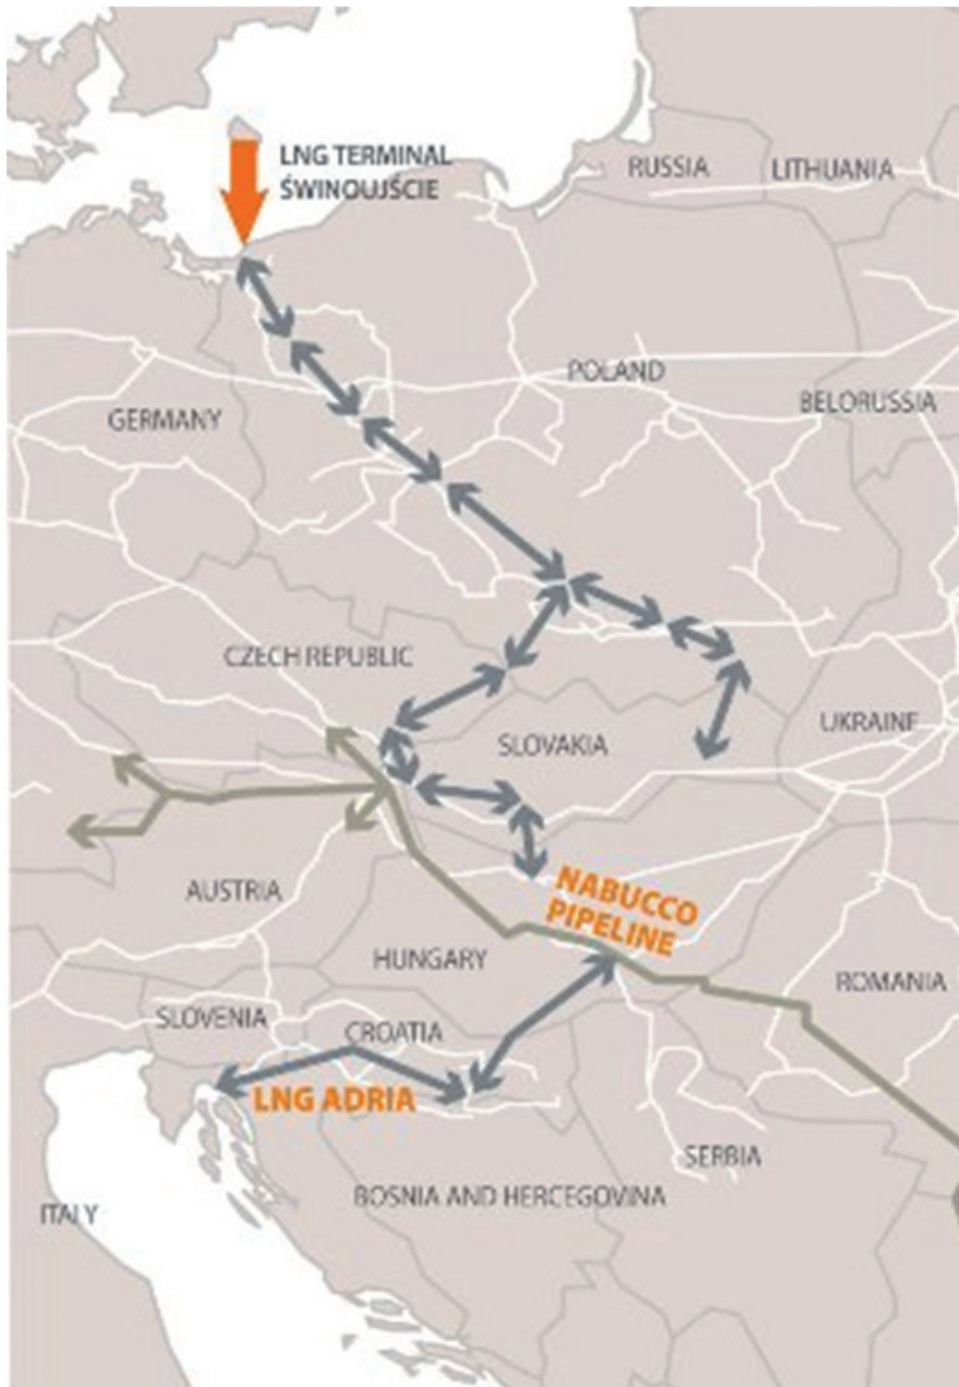 LNG TERMINAL
ŚWINOUJŚCIE
RUSSIA
LITHUANIA
POLAND
BELORUSSIA
GERMANY
CZECH REPUBLIC
SLOVAKIA
UKRAINE
AUSTRIA
NABUCCO
PIPELINE
HUNGARY
ROMANIA
SLOVENIA
CROATIA
LNG ADRIA
SERBIA
BOSNIA AND HERCEGOVINA
ITALY